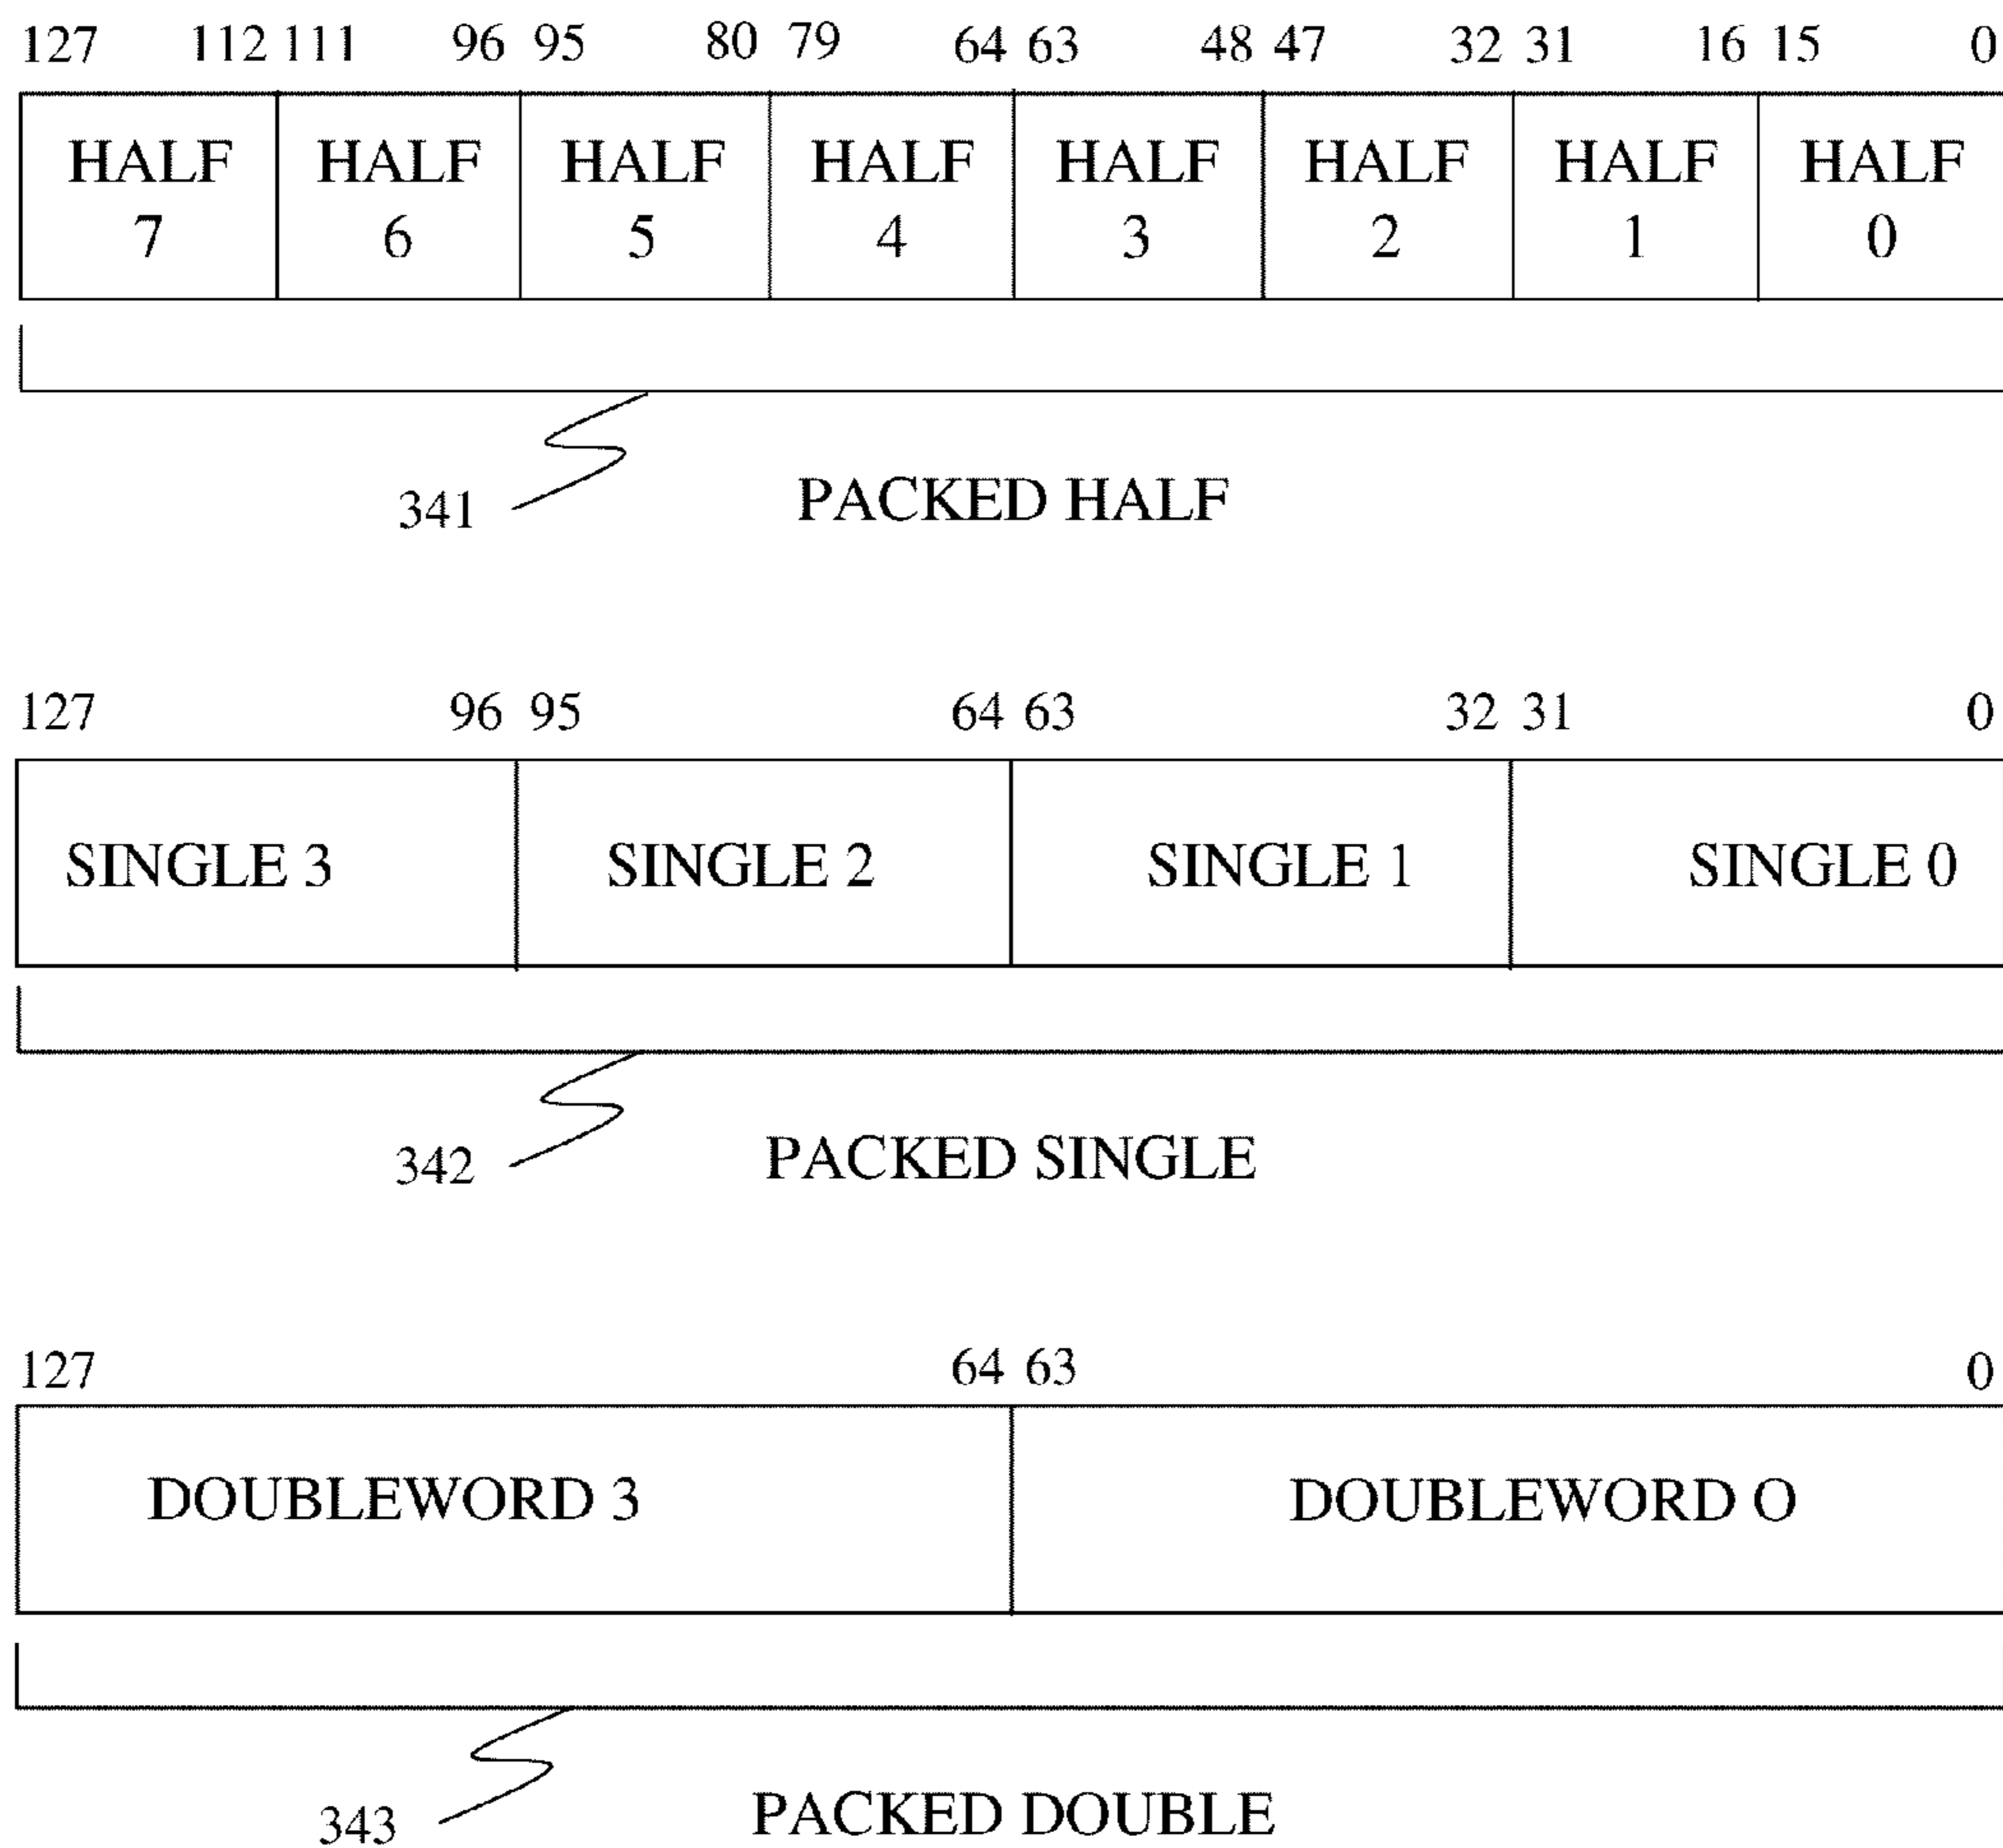 127 112 111 96 95 80 79 64 63 48 47 32 31 16 15 0
HALF HALF HALF HALF HALF HALF HALF HALF
7 6 5 4 3 2 1 0
341 PACKED HALF
127 96 95 64 63 32 31 0
SINGLE 3 SINGLE 2 SINGLE 1 SINGLE 0
342 PACKED SINGLE
127 64 63 0
DOUBLEWORD 3 DOUBLEWORD O
343 PACKED DOUBLE